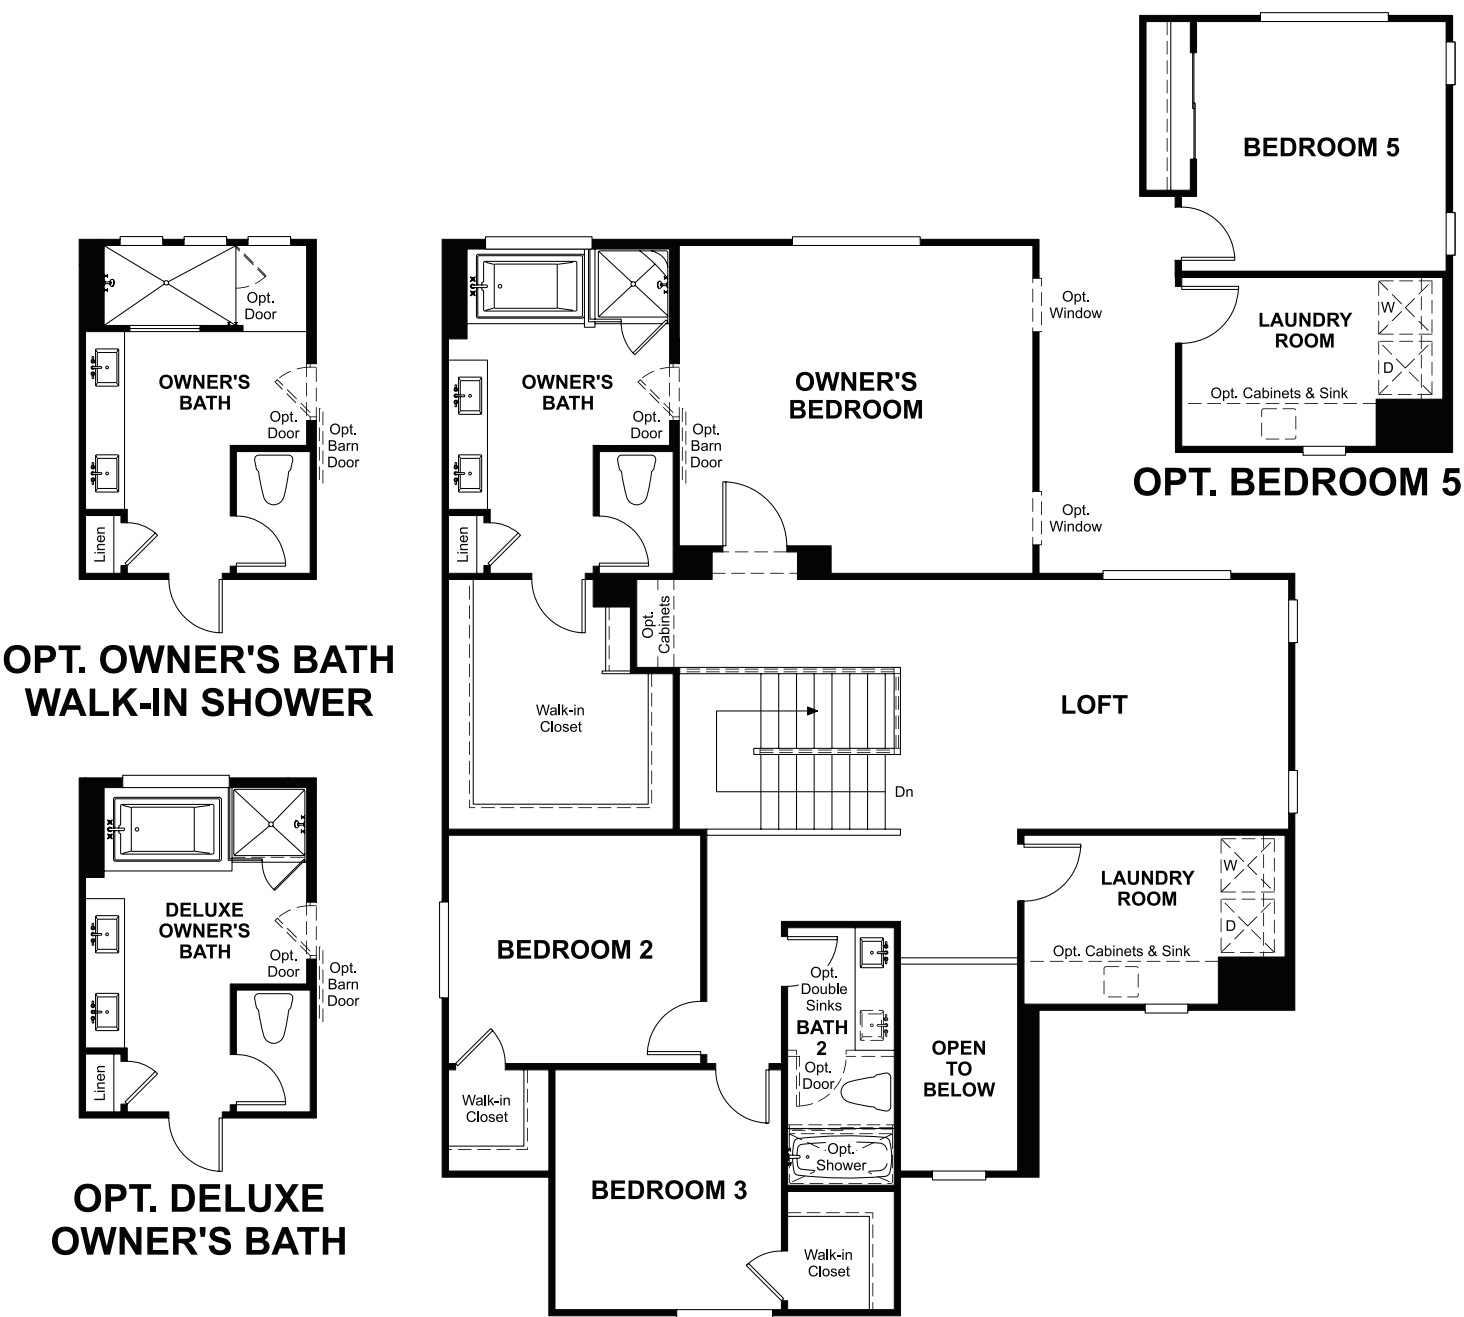 BEDROOM 5
LAUNDRY
ROOM
W
D
Opt. Cabinets & Sink
OPT. BEDROOM 5
Opt.
Door
OWNER'S
BATH
Opt.
Door
Opt.
Barn
Door
Linen
OPT. OWNER'S BATH
WALK-IN SHOWER
DELUXE
OWNER'S
BATH
Opt.
Door
Opt.
Barn
Door
Linen
OPT. DELUXE
OWNER'S BATH
OWNER'S
BATH
Opt.
Door
Opt.
Barn
Door
Linen
OWNER'S
BEDROOM
Opt.
Window
Opt.
Window
Opt.
Cabinets
Walk-in
Closet
LOFT
Dn
LAUNDRY
ROOM
W
D
Opt. Cabinets & Sink
BEDROOM 2
Opt.
Double
Sinks
BATH
2
Opt.
Door
OPEN
TO
BELOW
Walk-in
Closet
Opt.
Shower
BEDROOM 3
Walk-in
Closet